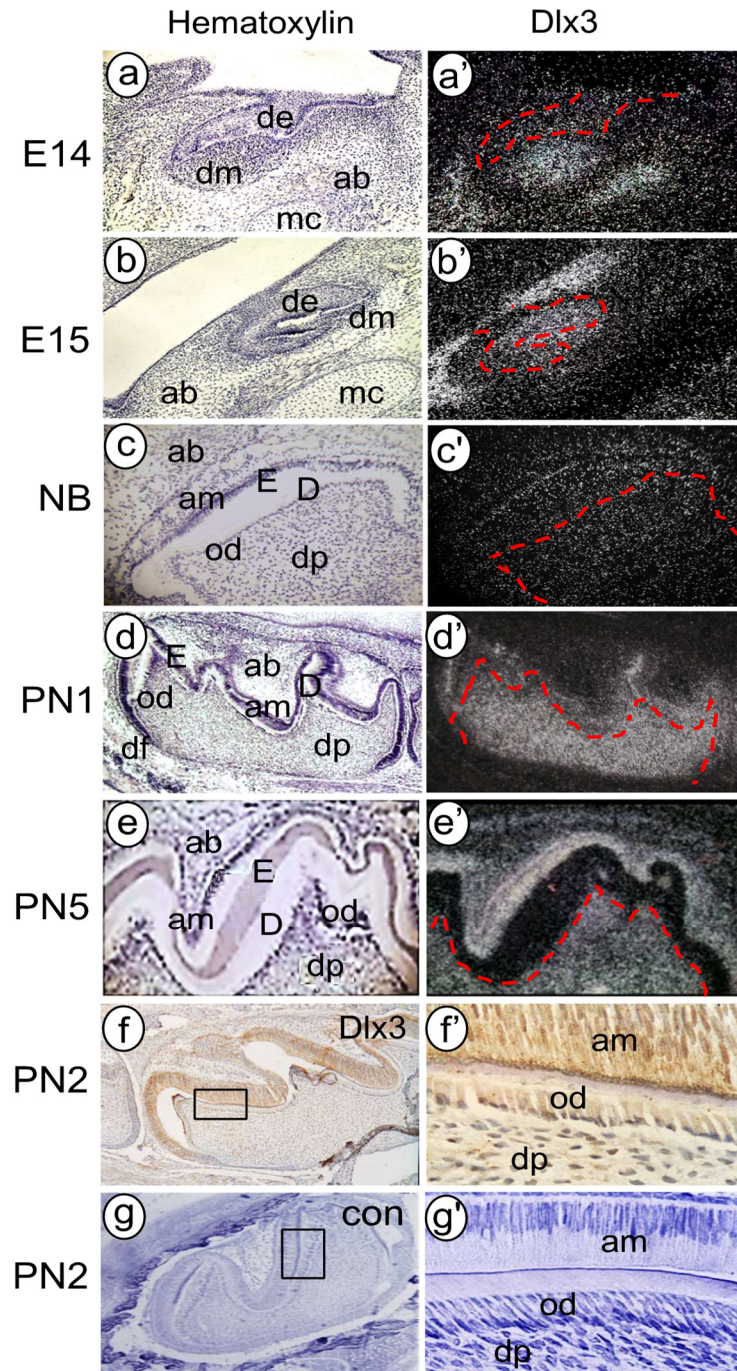 Hematoxylin Dlx3
E14
a a'
de
dm
ab
mc
E15
b b'
de
dm
ab
mc
NB
c c'
ab
E
am D
od
dp
PN1
d d'
E
ab
D
od
am
df
dp
PN5
e e'
ab
E
am
od
D
dp
PN2
f Dlx3 f'
am
od
dp
PN2
g con g'
am
od
dp